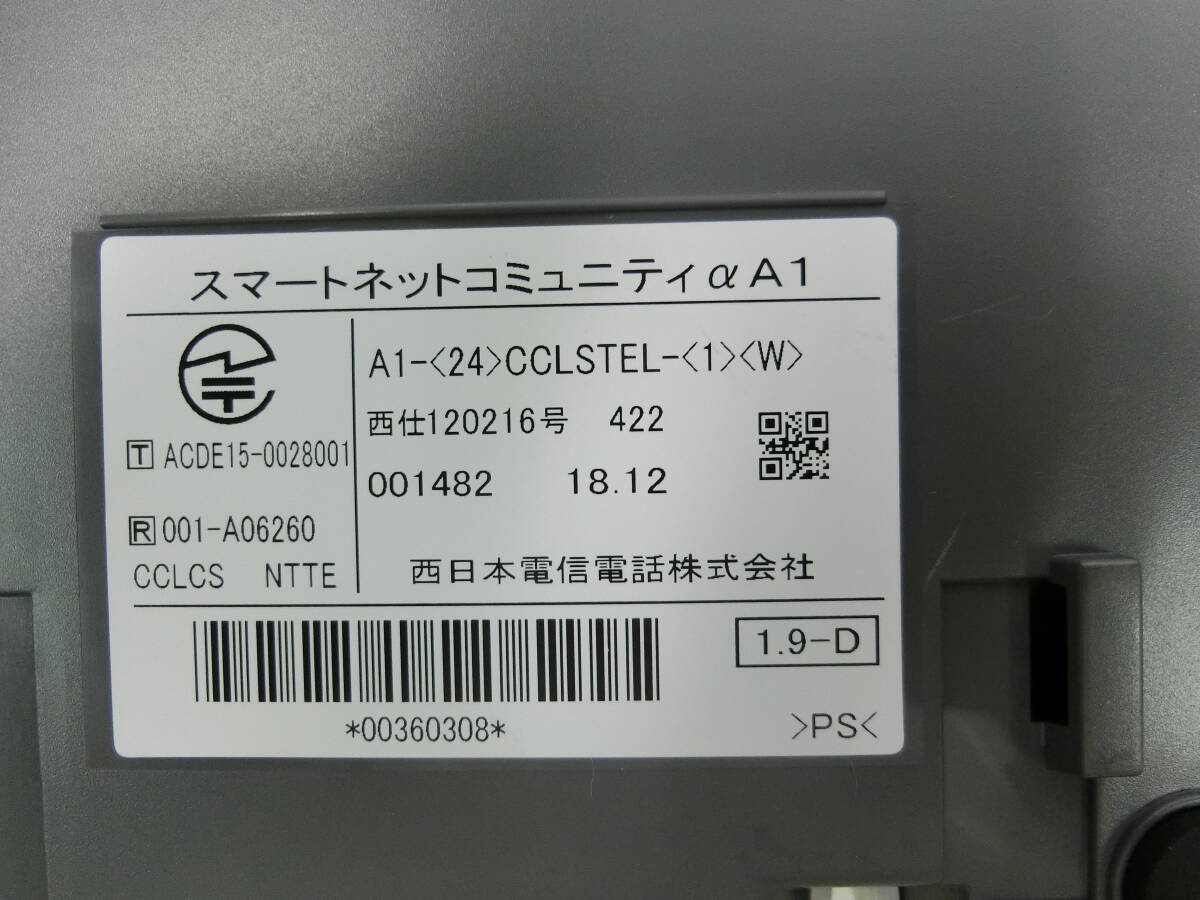 スマートネットコミュニティαA1
A1-<24>CCLSTEL-<1><W>
西仕120216号 422
T ACDE15-0028001
001482 18.12
R 001-A06260
CCLCS NTTE
西日本電信電話株式会社
1.9-D
*00360308*
>PS<